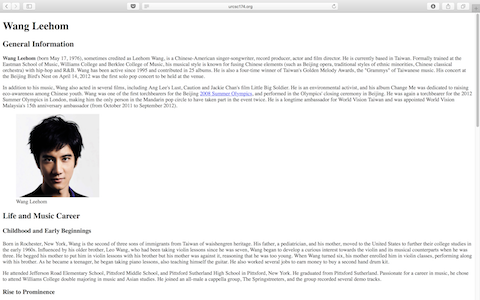 Wang Leehom
General Information
Wang Leehom (born May 17, 1976), sometimes credited as Leehom Wang, is a Chinese-American singer-songwriter, record producer, actor and film director. He is currently based in Taiwan. Formally trained at the
Eastman School of Music, Williams College and Berklee College of Music, his musical style is known for fusing Chinese elements (such as Beijing opera, traditional styles of ethnic minorities, Chinese classical
orchestra) with hip-hop and R&B. Wang has been active since 1995 and contributed in 25 albums. He is also a four-time winner of Taiwan's Golden Melody Awards, the "Grammys" of Taiwanese music. His concert at
the Beijing Bird's Nest on April 14, 2012 was the first solo pop concert to be held at the venue.
In addition to his music, Wang also acted in several films, including Ang Lee's Lust, Caution and Jackie Chan's film Little Big Soldier. He is an environmental activist, and his album Change Me was dedicated to raising
eco-awareness among Chinese youth. Wang was one of the first torchbearers for the Beijing 2008 Summer Olympics, and performed in the Olympics' closing ceremony in Beijing. He was again a torchbearer for the 2012
Summer Olympics in London, making him the only person in the Mandarin pop circle to have taken part in the event twice. He is a longtime ambassador for World Vision Taiwan and was appointed World Vision
Malaysia's 15th anniversary ambassador (from October 2011 to September 2012).
Wang Leehom
Life and Music Career
Childhood and Early Beginnings
Born in Rochester, New York, Wang is the second of three sons of immigrants from Taiwan of waishengren heritage. His father, a pediatrician, and his mother, moved to the United States to further their college studies in
the early 1960s. Influenced by his older brother, Leo Wang, who had been taking violin lessons since he was seven, Wang began to develop a curious interest towards the violin and its musical counterparts when he was
three. He begged his mother to put him in violin lessons with his brother but his mother was against it, reasoning that he was too young. When Wang turned six, his mother enrolled him in violin classes, performing along
with his brother. As he became a teenager, he began taking piano lessons, also teaching himself the guitar. He also worked several jobs to earn money to buy a second hand drum kit.
He attended Jefferson Road Elementary School, Pittsford Middle School, and Pittsford Sutherland High School in Pittsford, New York. He graduated from Pittsford Sutherland. Passionate for a career in music, he chose
to attend Williams College double majoring in music and Asian studies. He joined an all-male a cappella group, The Springstreeters, and the group recorded several demo tracks.
Rise to Prominence